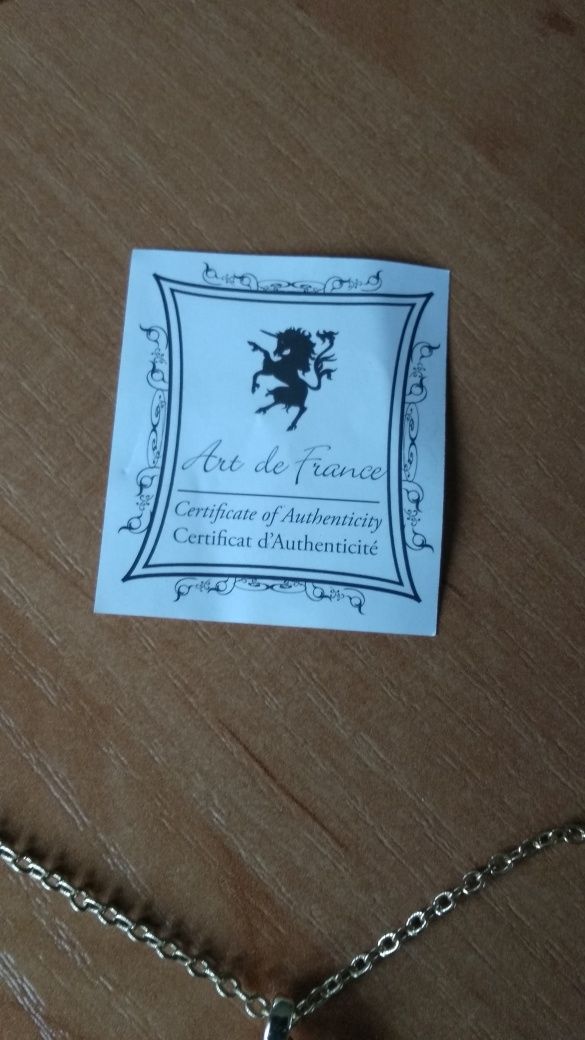 Art de France
Certificate of Authenticity
Certificat d'Authenticité